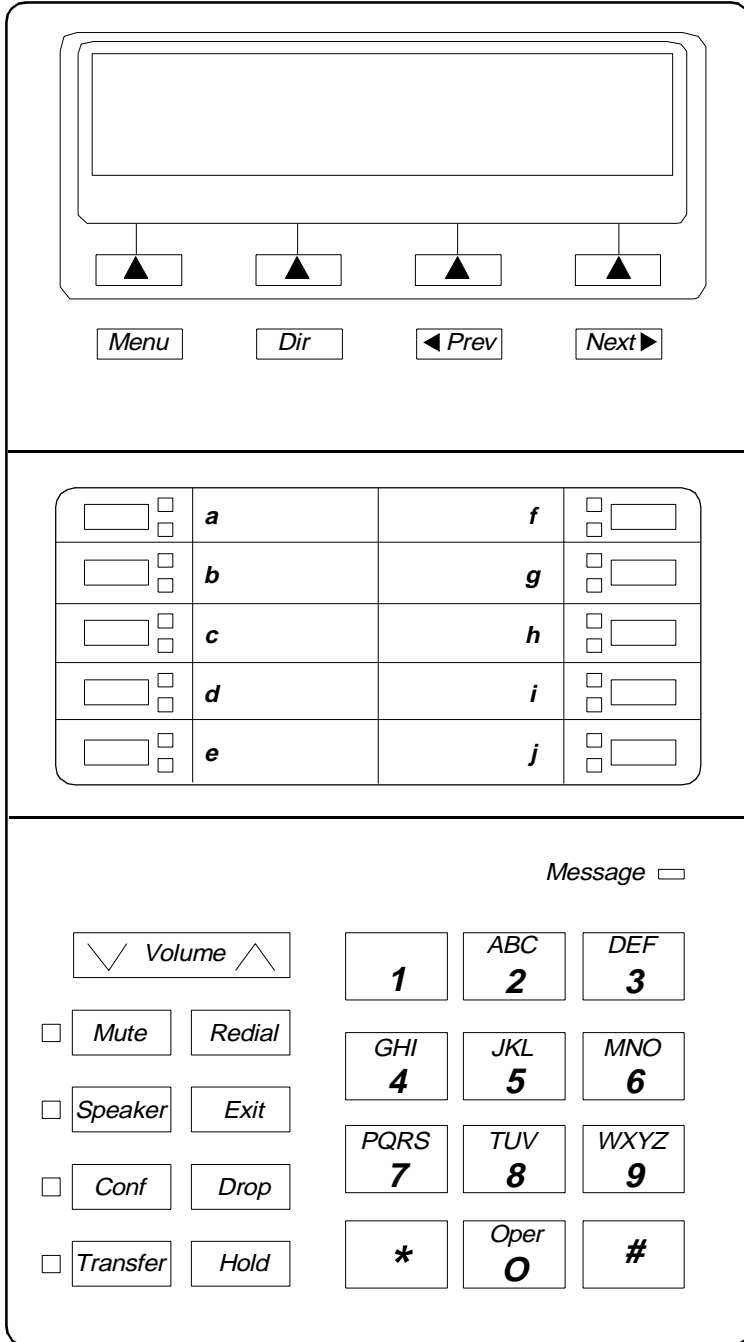 Menu Dir ◀ Prev Next ▶
a f
b g
c h
d i
e j
Message
Volume
1
ABC
2
DEF
3
Mute Redial
GHI
4
JKL
5
MNO
6
Speaker Exit
PQRS
7
TUV
8
WXYZ
9
Conf Drop
*
Oper
O
#
Transfer Hold